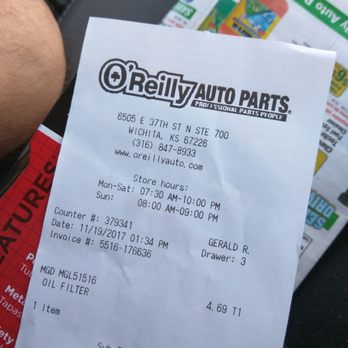 O'Reilly AUTO PARTS.
PROFESSIONAL PARTS PEOPLE
6505 E 37TH ST N STE 700
WICHITA, KS 67226
(316) 847-8933
www.oreillyauto.com
Store hours:
Mon-Sat: 07:30 AM-10:00 PM
Sun: 08:00 AM-09:00 PM
Counter #: 379341
Date: 11/19/2017 01:34 PM
GERALD R.
Invoice #: 5516-176636
Drawer: 3
MGD MGL51516
OIL FILTER
4.69 T1
1 Item